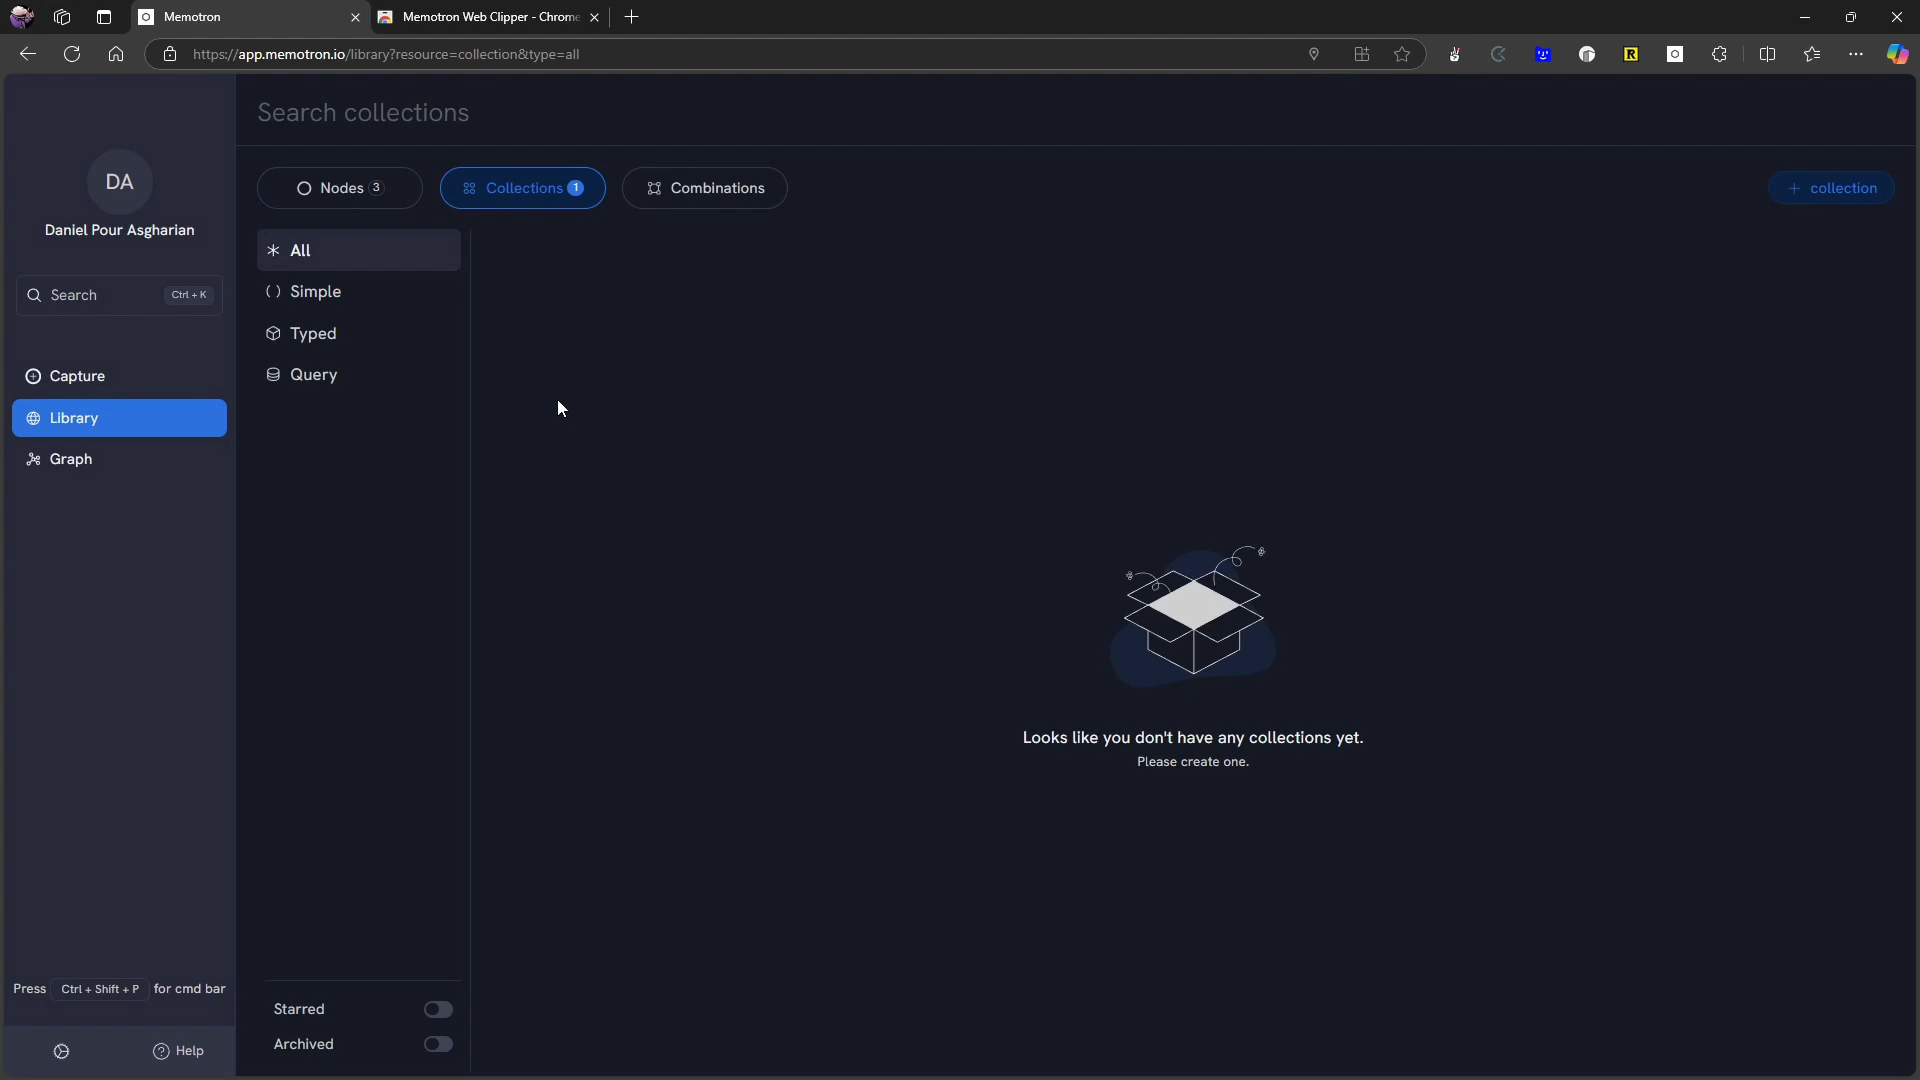 Memotron
Memotron Web Clipper - Chrome
https://app.memotron.io/library?resource=collection&type=all
DA
Daniel Pour Asgharian
Search Ctrl + K
Capture
Library
Graph
Press Ctrl + Shift + P for cmd bar
Help
Search collections
Nodes 3
Collections 1
Combinations
+ collection
All
Simple
Typed
Query
Starred
Archived
Looks like you don't have any collections yet.
Please create one.